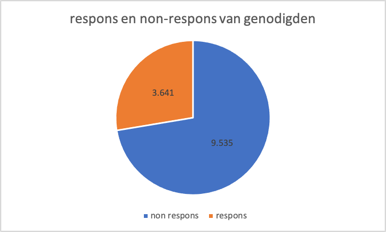 respons en non-respons van genodigden
3.641
9.535
non respons respons